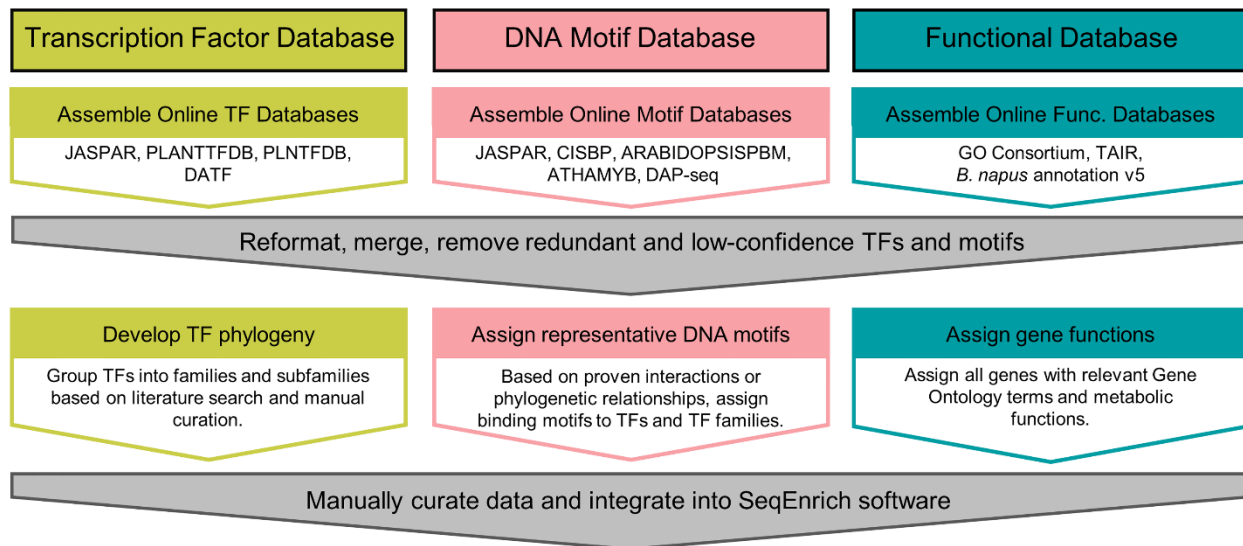 Transcription Factor Database
DNA Motif Database
Functional Database
Assemble Online TF Databases
JASPAR, PLANTTFDB, PLNTFDB,
DATF
Assemble Online Motif Databases
JASPAR, CISBP, ARABIDOPSISPBM,
ATHAMYB, DAP-seq
Assemble Online Func. Databases
GO Consortium, TAIR,
B. napus annotation v5
Reformat, merge, remove redundant and low-confidence TFs and motifs
Develop TF phylogeny
Group TFs into families and subfamilies
based on literature search and manual
curation.
Assign representative DNA motifs
Based on proven interactions or
phylogenetic relationships, assign
binding motifs to TFs and TF families.
Assign gene functions
Assign all genes with relevant Gene
Ontology terms and metabolic
functions.
Manually curate data and integrate into SeqEnrich software